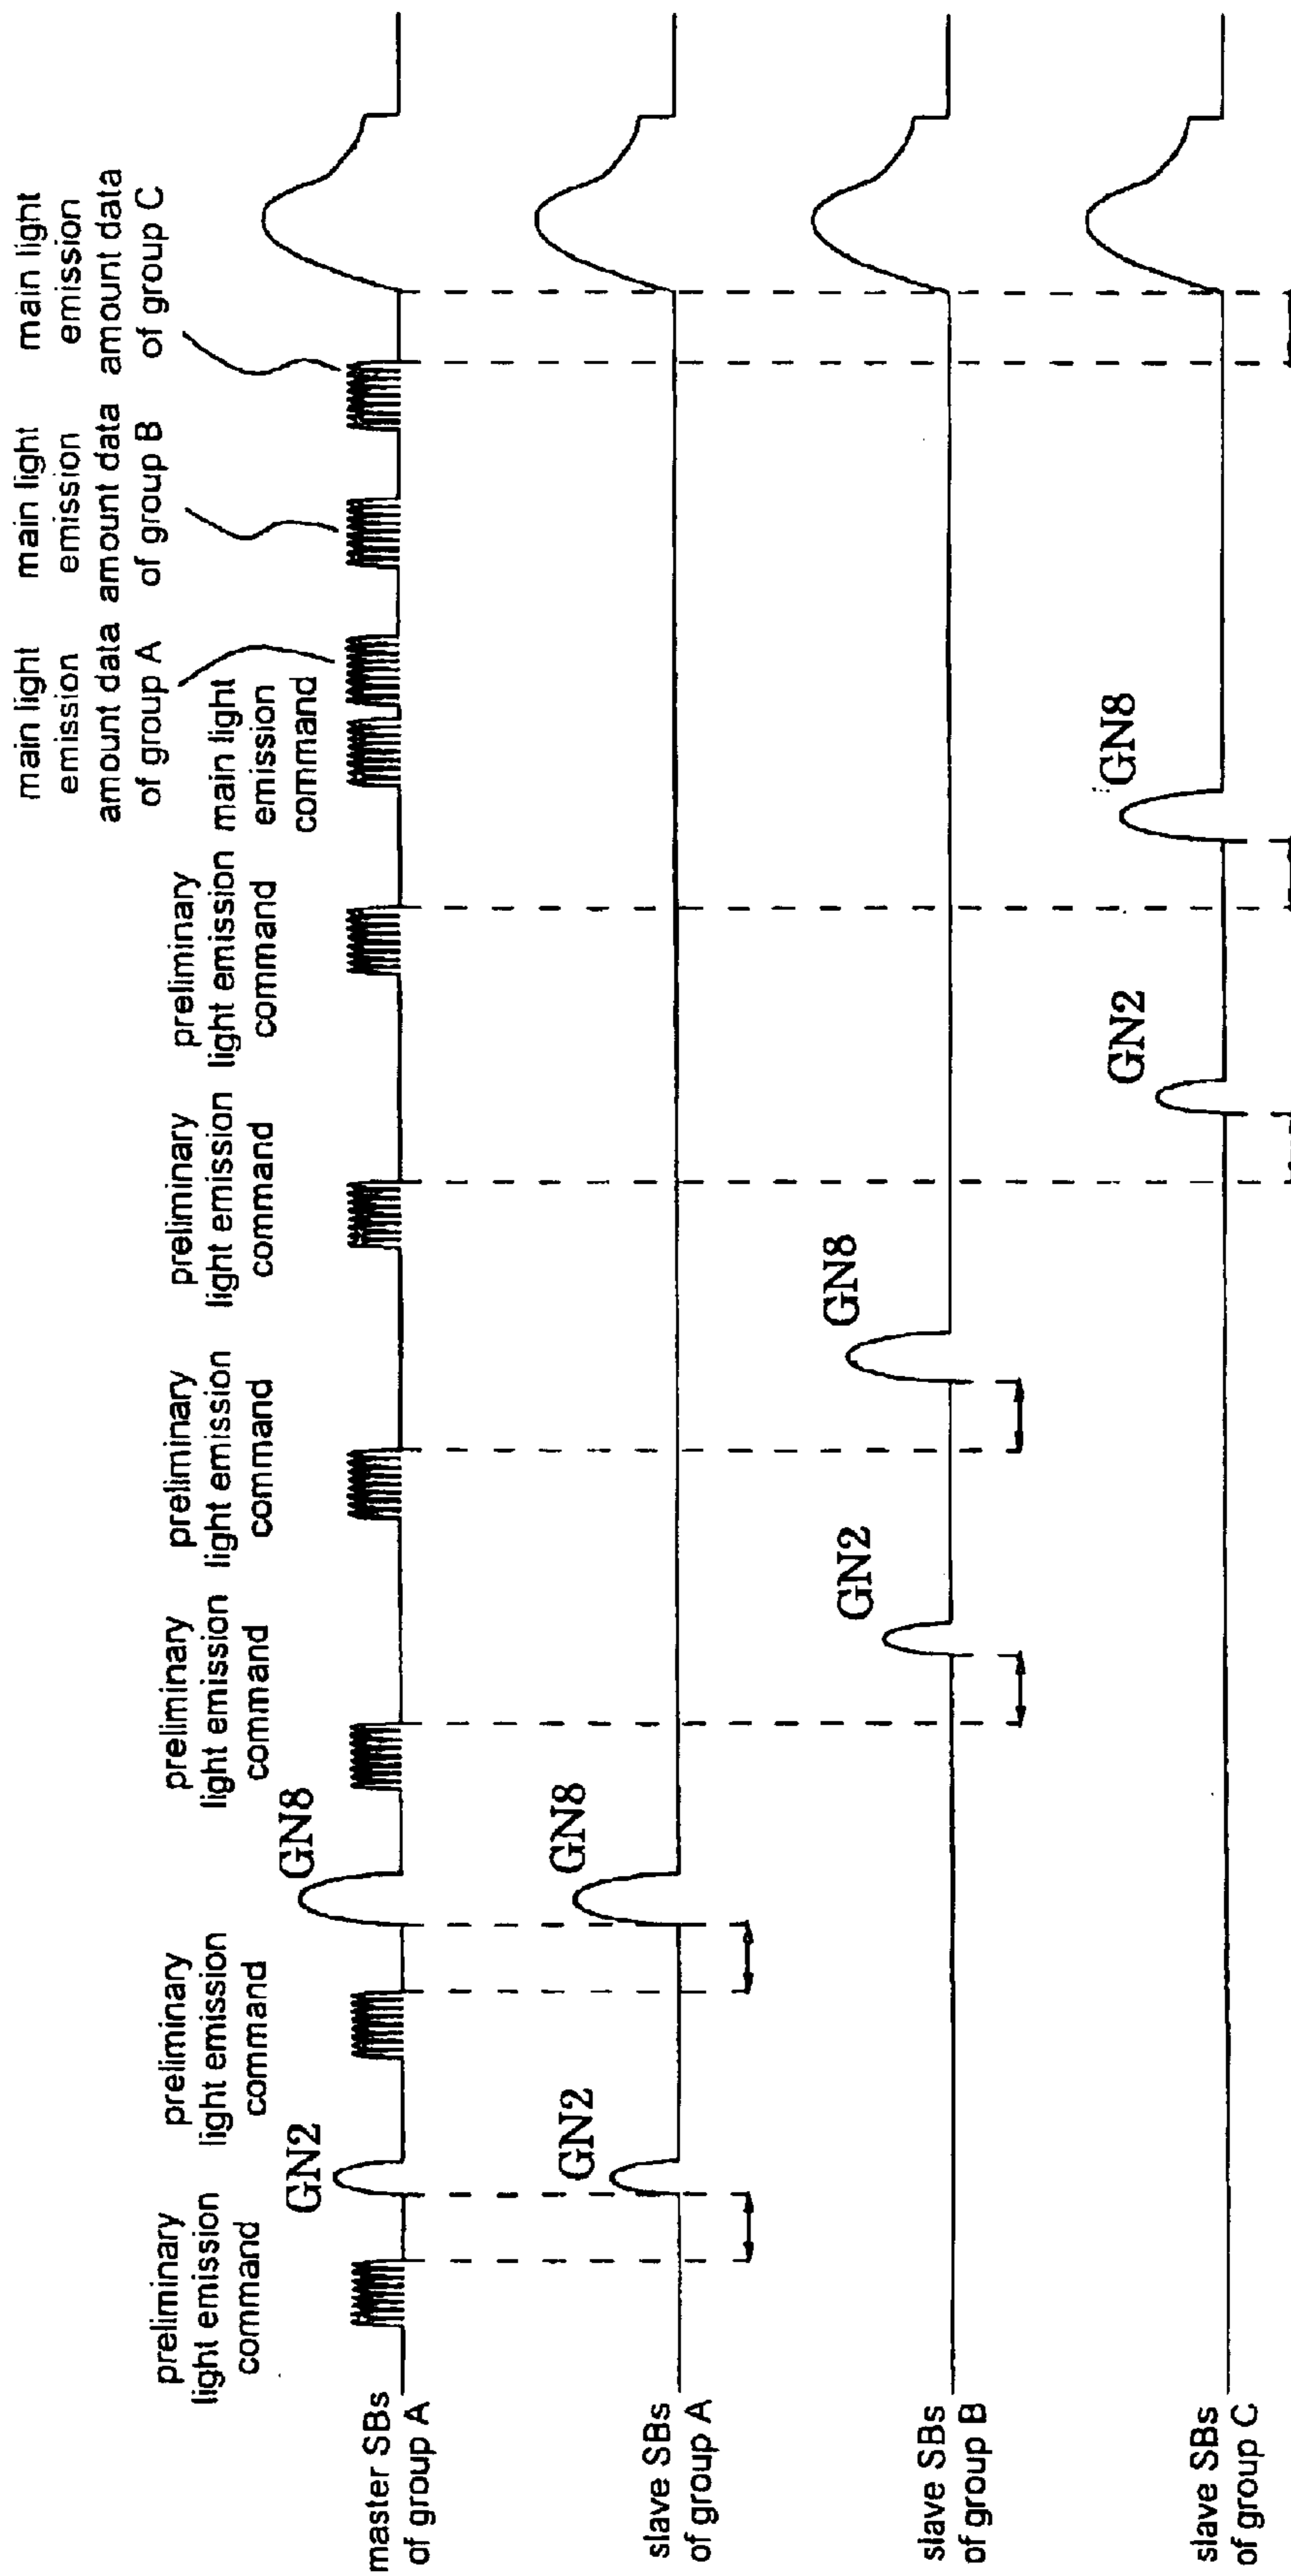 preliminary
light emission
command
preliminary
light emission
command
preliminary
light emission
command
preliminary
light emission
command
preliminary
light emission
command
preliminary
light emission
command
main light
emission
command
main light
emission
amount data
of group A
main light
emission
amount data
of group B
main light
emission
amount data
of group C
master SBs
of group A
GN2
GN8
slave SBs
of group A
GN2
GN8
slave SBs
of group B
GN2
GN8
slave SBs
of group C
GN2
GN8